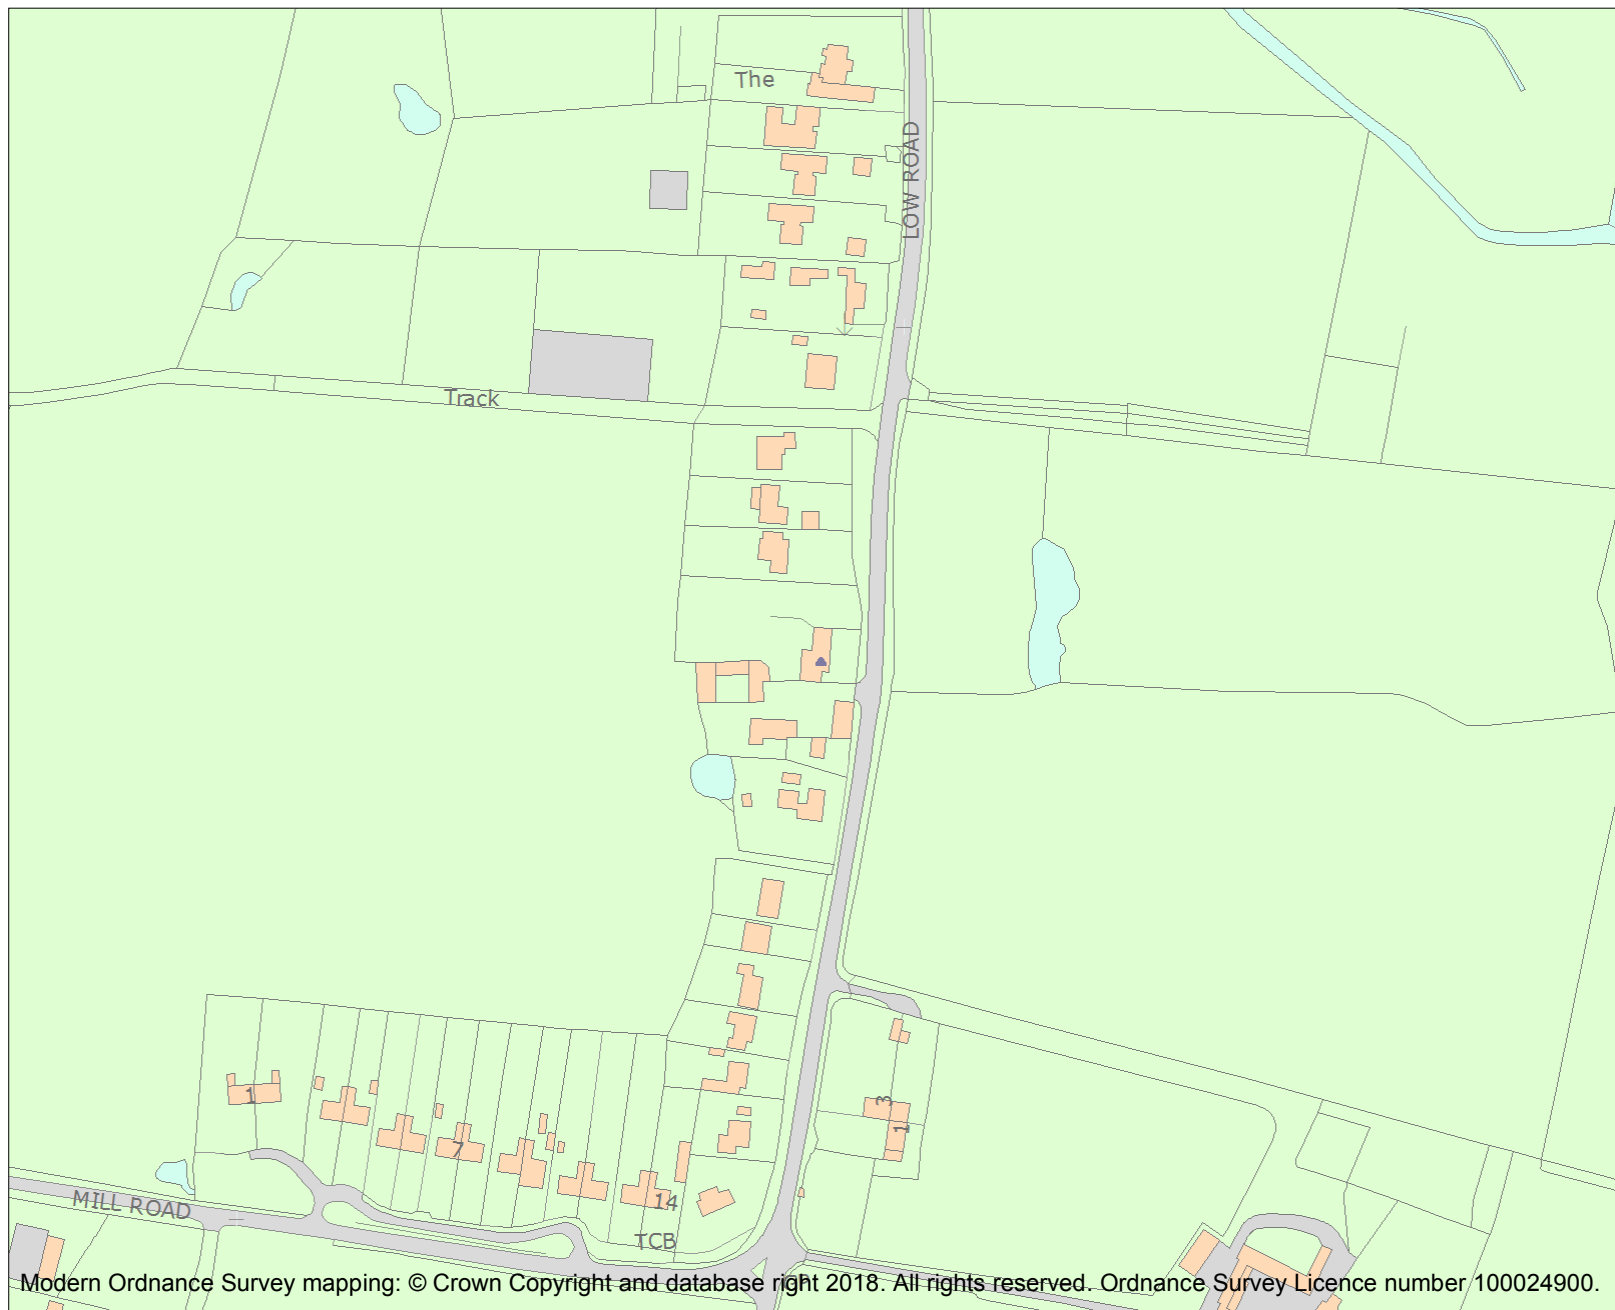 The
LOW ROAD
Track
1
7
14
3
1
MILL ROAD
TCB
Modern Ordnance Survey mapping: © Crown Copyright and database right 2018. All rights reserved. Ordnance Survey Licence number 100024900.